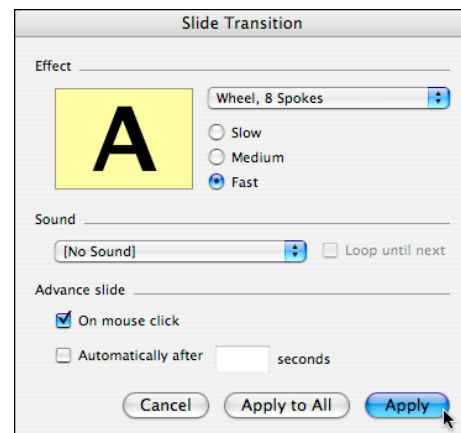 Slide Transition
Effect
A
Wheel, 8 Spokes
Slow
Medium
Fast
Sound
[No Sound]
Loop until next
Advance slide
On mouse click
Automatically after seconds
Cancel Apply to All Apply